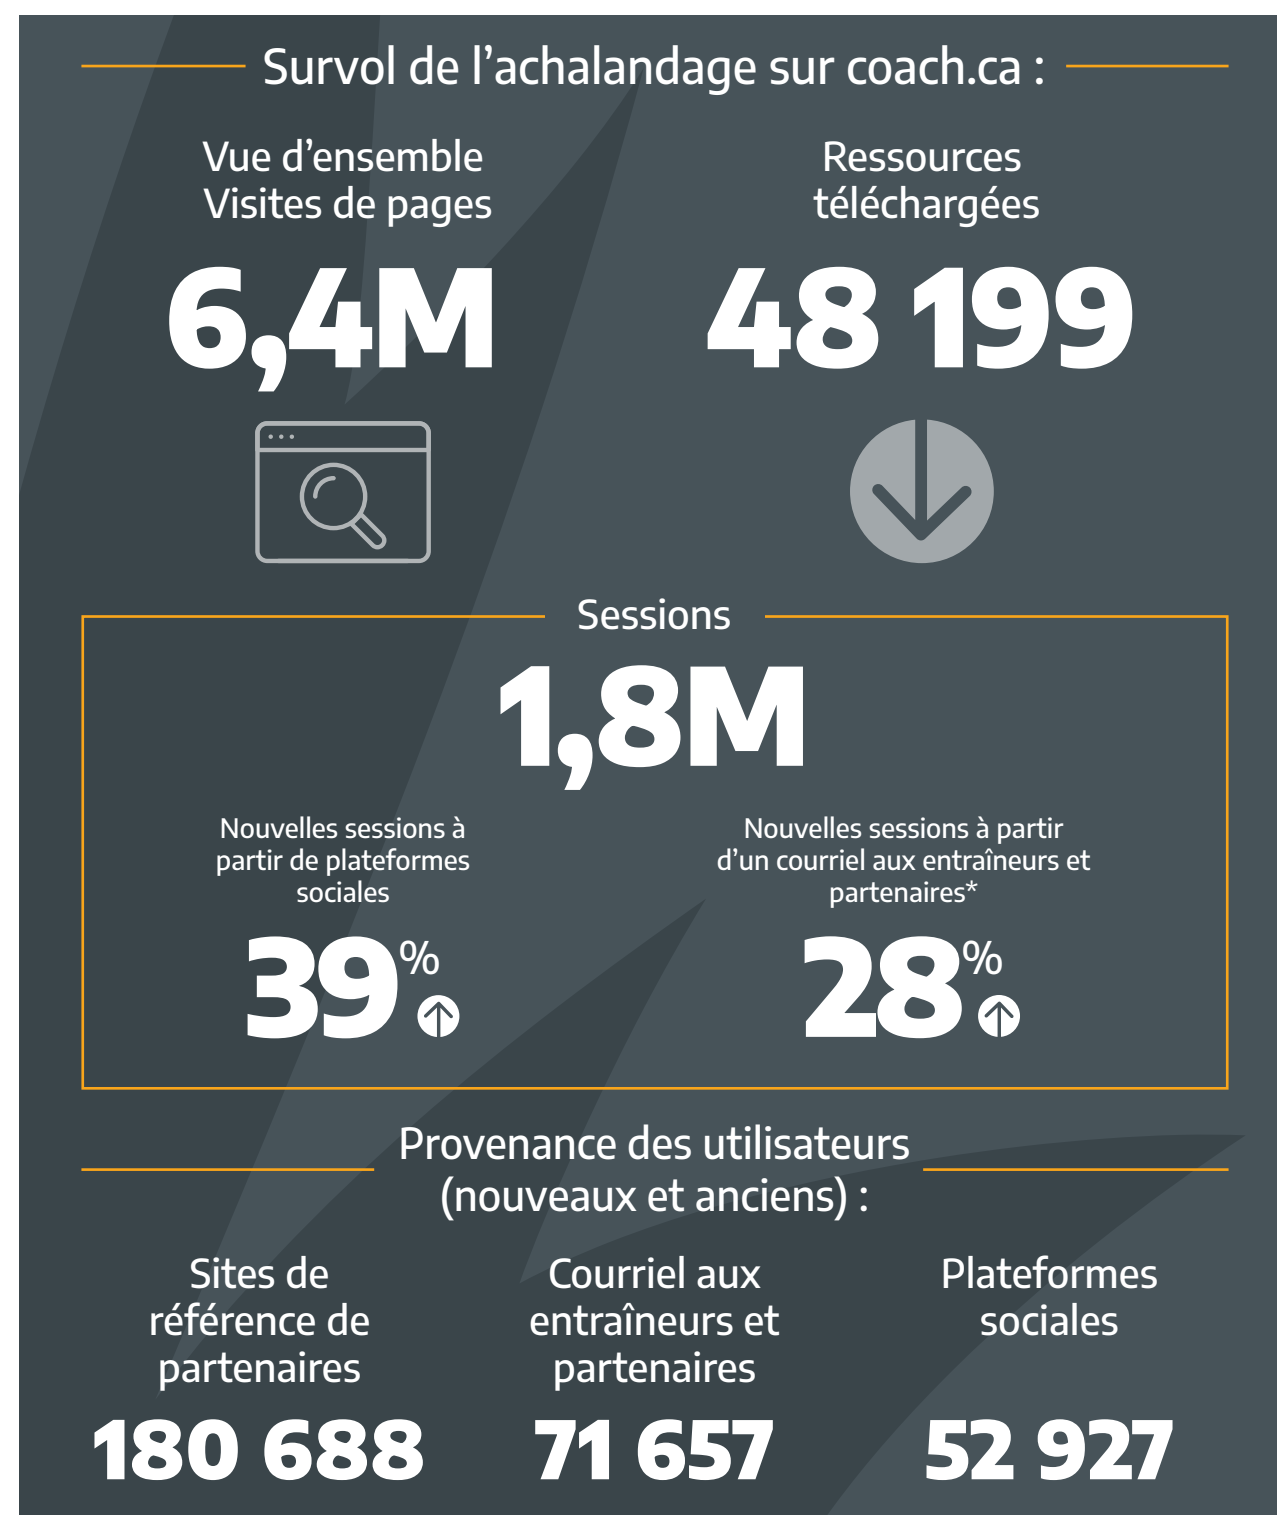 Survol de l’achalandage sur coach.ca :
Vue d’ensemble
Visites de pages
6,4M
Ressources
téléchargées
48 199
Sessions
1,8M
Nouvelles sessions à
partir de plateformes
sociales
39%
Nouvelles sessions à partir
d’un courriel aux entraîneurs et
partenaires*
28%
Provenance des utilisateurs
(nouveaux et anciens) :
Sites de
référence de
partenaires
180 688
Courriel aux
entraîneurs et
partenaires
71 657
Plateformes
sociales
52 927